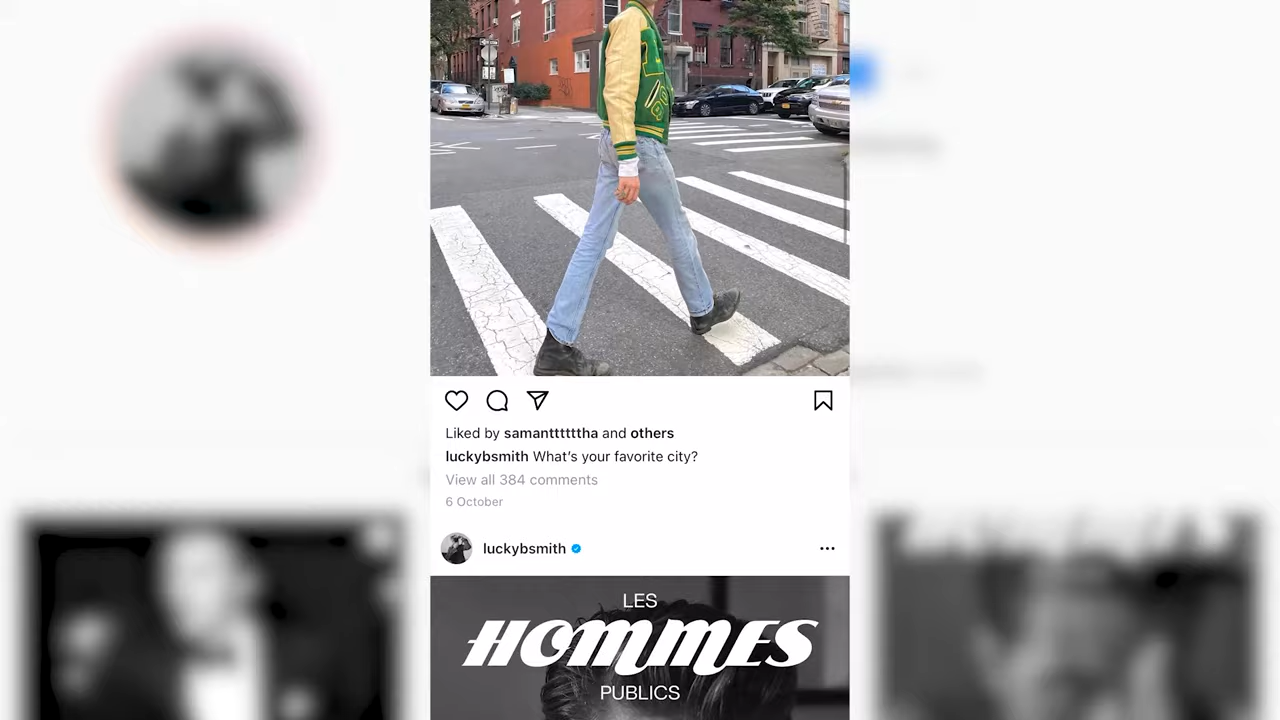 Liked by samanttttttha and others
luckybsmith What's your favorite city?
View all 384 comments
6 October
luckybsmith
LES
HOMMES
PUBLICS